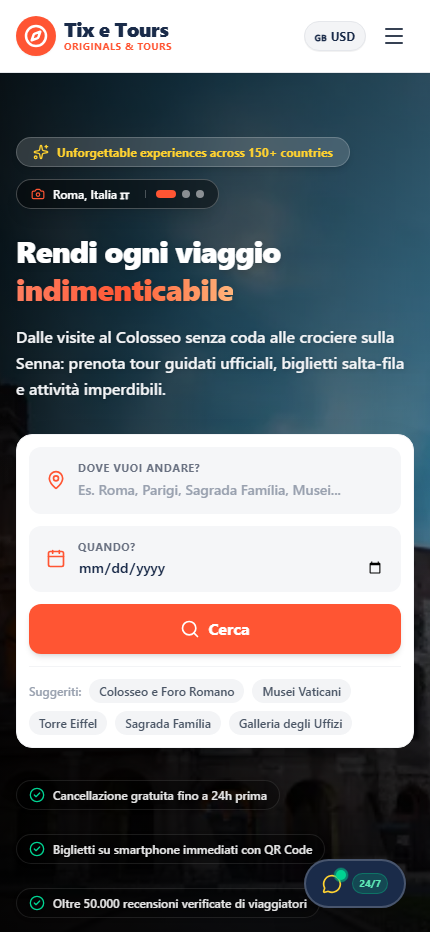 Tix e Tours
ORIGINALS & TOURS
GB USD
Unforgettable experiences across 150+ countries
Roma, Italia IT
Rendi ogni viaggio
indimenticabile
Dalle visite al Colosseo senza coda alle crociere sulla
Senna: prenota tour guidati ufficiali, biglietti salta-fila
e attività imperdibili.
DOVE VUOI ANDARE?
Es. Roma, Parigi, Sagrada Família, Musei...
QUANDO?
mm/dd/yyyy
Cerca
Suggeriti: Colosseo e Foro Romano Musei Vaticani
Torre Eiffel Sagrada Família Galleria degli Uffizi
Cancellazione gratuita fino a 24h prima
Biglietti su smartphone immediati con QR Code
24/7
Oltre 50.000 recensioni verificate di viaggiatori